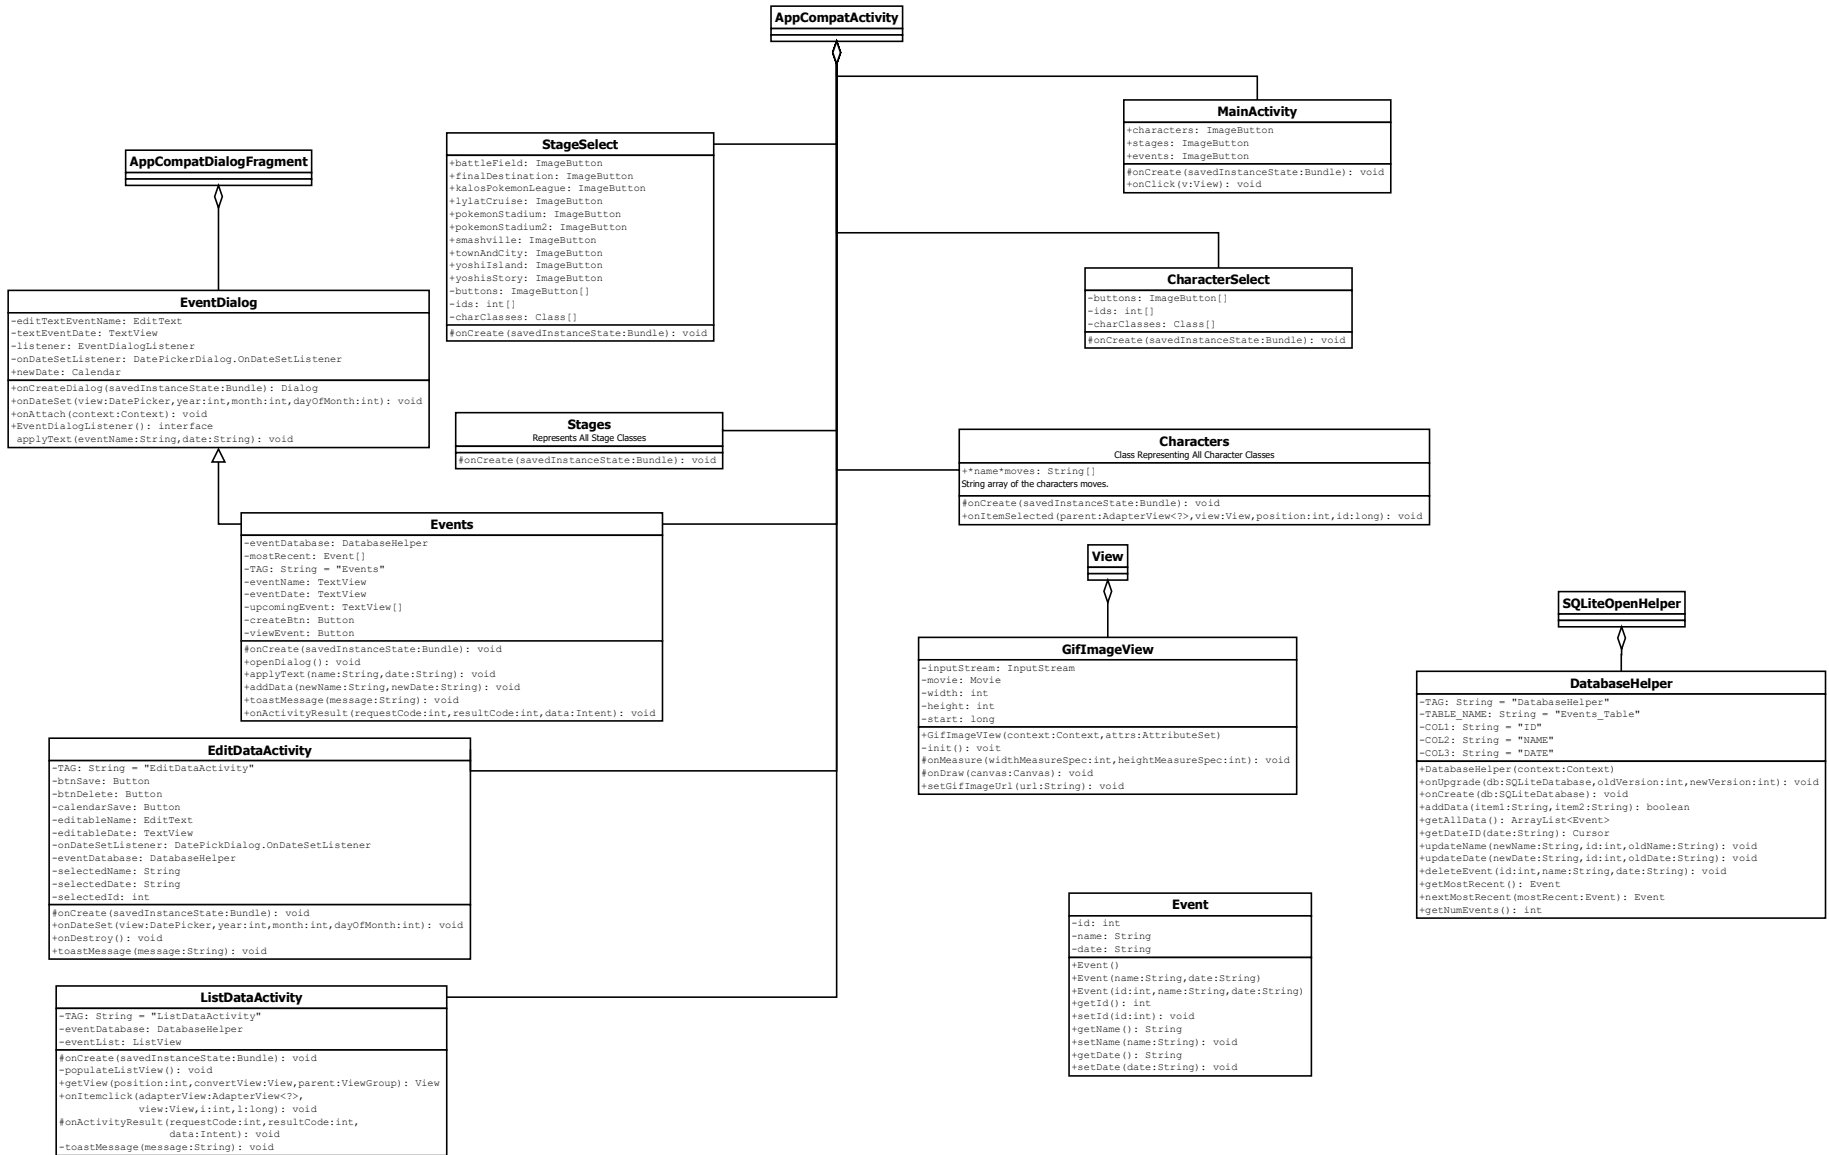 AppCompatActivity
MainActivity
+characters: ImageButton
+stages: ImageButton
+events: ImageButton
#onCreate(savedInstanceState:Bundle): void
+onClick(v:View): void
StageSelect
+battleField: ImageButton
+finalDestination: ImageButton
+kalosPokemonLeague: ImageButton
+lylatCruise: ImageButton
+pokemonStadium: ImageButton
+pokemonStadium2: ImageButton
+smashville: ImageButton
+townAndCity: ImageButton
+yoshiIsland: ImageButton
+yoshisStory: ImageButton
-buttons: ImageButton[]
-ids: int[]
-charClasses: Class[]
#onCreate(savedInstanceState:Bundle): void
AppCompatDialogFragment
CharacterSelect
-buttons: ImageButton[]
-ids: int[]
-charClasses: Class[]
#onCreate(savedInstanceState:Bundle): void
EventDialog
-editTextEventName: EditText
-textEventDate: TextView
-listener: EventDialogListener
-onDateSetListener: DatePickerDialog.OnDateSetListener
+newDate: Calendar
+onCreateDialog(savedInstanceState:Bundle): Dialog
+onDateSet(view:DatePicker,year:int,month:int,dayOfMonth:int): void
+onAttach(context:Context): void
+EventDialogListener(): interface
applyText(eventName:String,date:String): void
Stages
Represents All Stage Classes
#onCreate(savedInstanceState:Bundle): void
Characters
Class Representing All Character Classes
+*name*moves: String[]
String array of the characters moves.
#onCreate(savedInstanceState:Bundle): void
+onItemSelected(parent:AdapterView<?>,view:View,position:int,id:long): void
Events
-eventDatabase: DatabaseHelper
-mostRecent: Event[]
-TAG: String = "Events"
-eventName: TextView
-eventDate: TextView
-upcomingEvent: TextView[]
-createBtn: Button
-viewEvent: Button
#onCreate(savedInstanceState:Bundle): void
+openDialog(): void
+applyText(name:String,date:String): void
+addData(newName:String,newDate:String): void
+toastMessage(message:String): void
+onActivityResult(requestCode:int,resultCode:int,data:Intent): void
View
GifImageView
-inputStream: InputStream
-movie: Movie
-width: int
-height: int
-start: long
+GifImageVIew(context:Context,attrs:AttributeSet)
-init(): voit
#onMeasure(widthMeasureSpec:int,heightMeasureSpec:int): void
#onDraw(canvas:Canvas): void
+setGifImageUrl(url:String): void
SQLiteOpenHelper
DatabaseHelper
-TAG: String = "DatabaseHelper"
-TABLE_NAME: String = "Events_Table"
-COL1: String = "ID"
-COL2: String = "NAME"
-COL3: String = "DATE"
+DatabaseHelper(context:Context)
+onUpgrade(db:SQLiteDatabase,oldVersion:int,newVersion:int): void
+onCreate(db:SQLiteDatabase): void
+addData(item1:String,item2:String): boolean
+getAllData(): ArrayList<Event>
+getDateID(date:String): Cursor
+updateName(newName:String,id:int,oldName:String): void
+updateDate(newDate:String,id:int,oldDate:String): void
+deleteEvent(id:int,name:String,date:String): void
+getMostRecent(): Event
+nextMostRecent(mostRecent:Event): Event
+getNumEvents(): int
EditDataActivity
-TAG: String = "EditDataActivity"
-btnSave: Button
-btnDelete: Button
-calendarSave: Button
-editableName: EditText
-editableDate: TextView
-onDateSetListener: DatePickDialog.OnDateSetListener
-eventDatabase: DatabaseHelper
-selectedName: String
-selectedDate: String
-selectedId: int
#onCreate(savedInstanceState:Bundle): void
+onDateSet(view:DatePicker,year:int,month:int,dayOfMonth:int): void
+onDestroy(): void
+toastMessage(message:String): void
Event
-id: int
-name: String
-date: String
+Event()
+Event(name:String,date:String)
+Event(id:int,name:String,date:String)
+getId(): int
+setId(id:int): void
+getName(): String
+setName(name:String): void
+getDate(): String
+setDate(date:String): void
ListDataActivity
-TAG: String = "ListDataActivity"
-eventDatabase: DatabaseHelper
-eventList: ListView
#onCreate(savedInstanceState:Bundle): void
-populateListView(): void
+getView(position:int,convertView:View,parent:ViewGroup): View
+onItemclick(adapterView:AdapterView<?>,
view:View,i:int,l:long): void
#onActivityResult(requestCode:int,resultCode:int,
data:Intent): void
-toastMessage(message:String): void